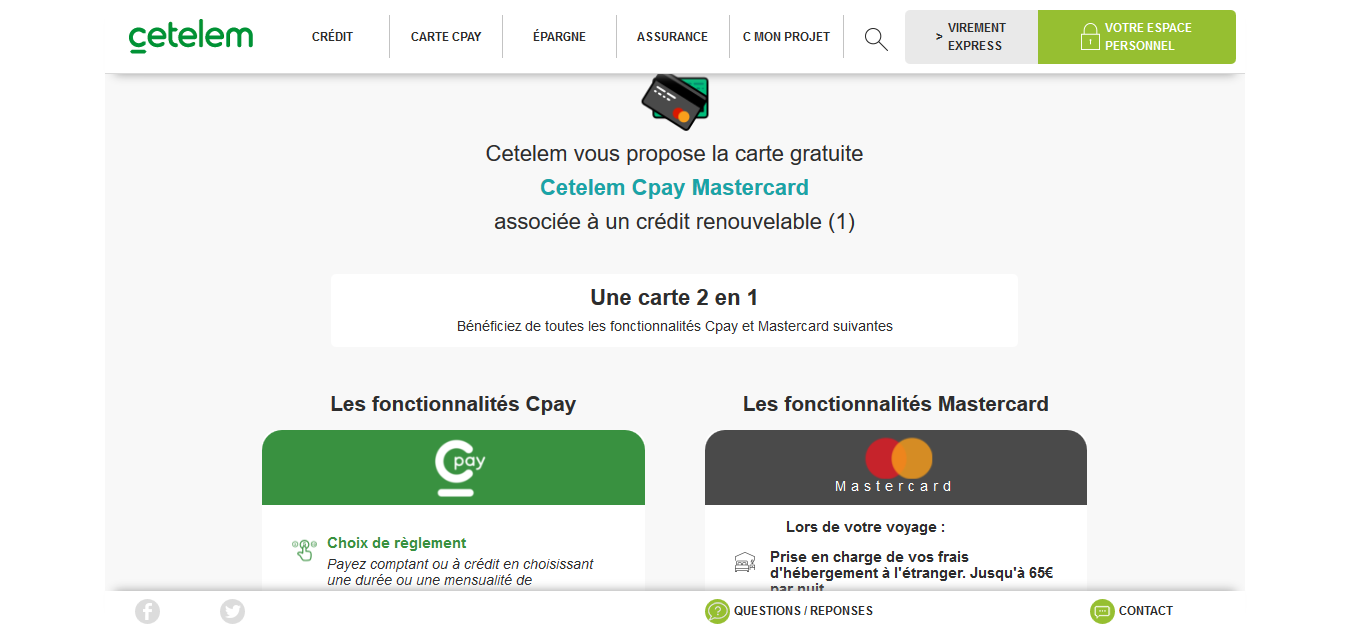 cetelem
CRÉDIT
CARTE CPAY
ÉPARGNE
ASSURANCE
C MON PROJET
> VIREMENT
EXPRESS
VOTRE ESPACE
PERSONNEL
Cetelem vous propose la carte gratuite
Cetelem Cpay Mastercard
associée à un crédit renouvelable (1)
Une carte 2 en 1
Bénéficiez de toutes les fonctionnalités Cpay et Mastercard suivantes
Les fonctionnalités Cpay
Les fonctionnalités Mastercard
Cpay
Mastercard
Choix de règlement
Payez comptant ou à crédit en choisissant
une durée ou une mensualité de
Lors de votre voyage :
Prise en charge de vos frais
d'hébergement à l'étranger. Jusqu'à 65€
par nuit
QUESTIONS / REPONSES
CONTACT